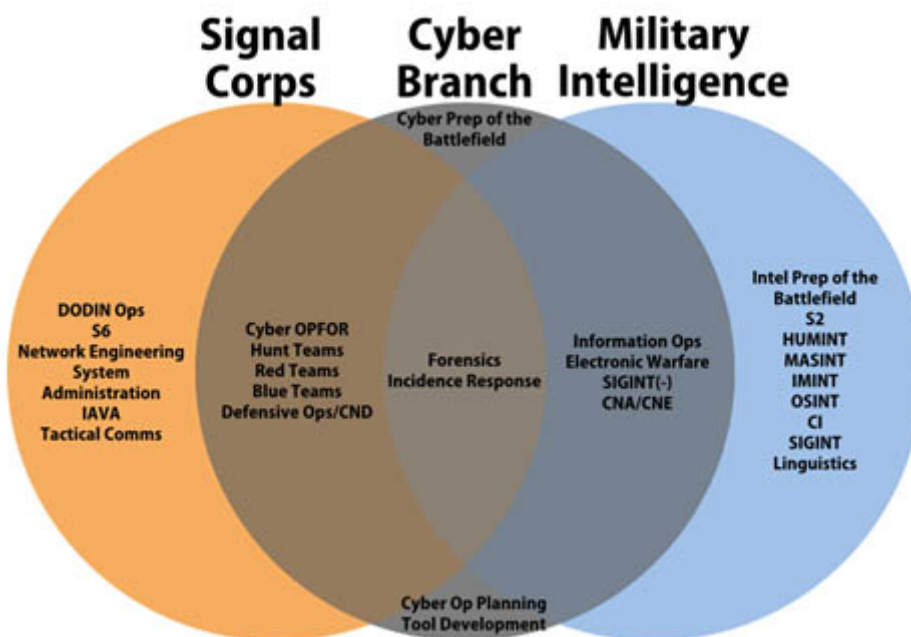 Signal
Corps
Cyber
Branch
Military
Intelligence
Cyber Prep of the
Battlefield
DODIN Ops
S6
Network Engineering
System
Administration
IAVA
Tactical Comms
Cyber OPFOR
Hunt Teams
Red Teams
Blue Teams
Defensive Ops/CND
Forensics
Incidence Response
Information Ops
Electronic Warfare
SIGINT(-)
CNA/CNE
Intel Prep of the
Battlefield
S2
HUMINT
MASINT
IMINT
OSINT
CI
SIGINT
Linguistics
Cyber Op Planning
Tool Development